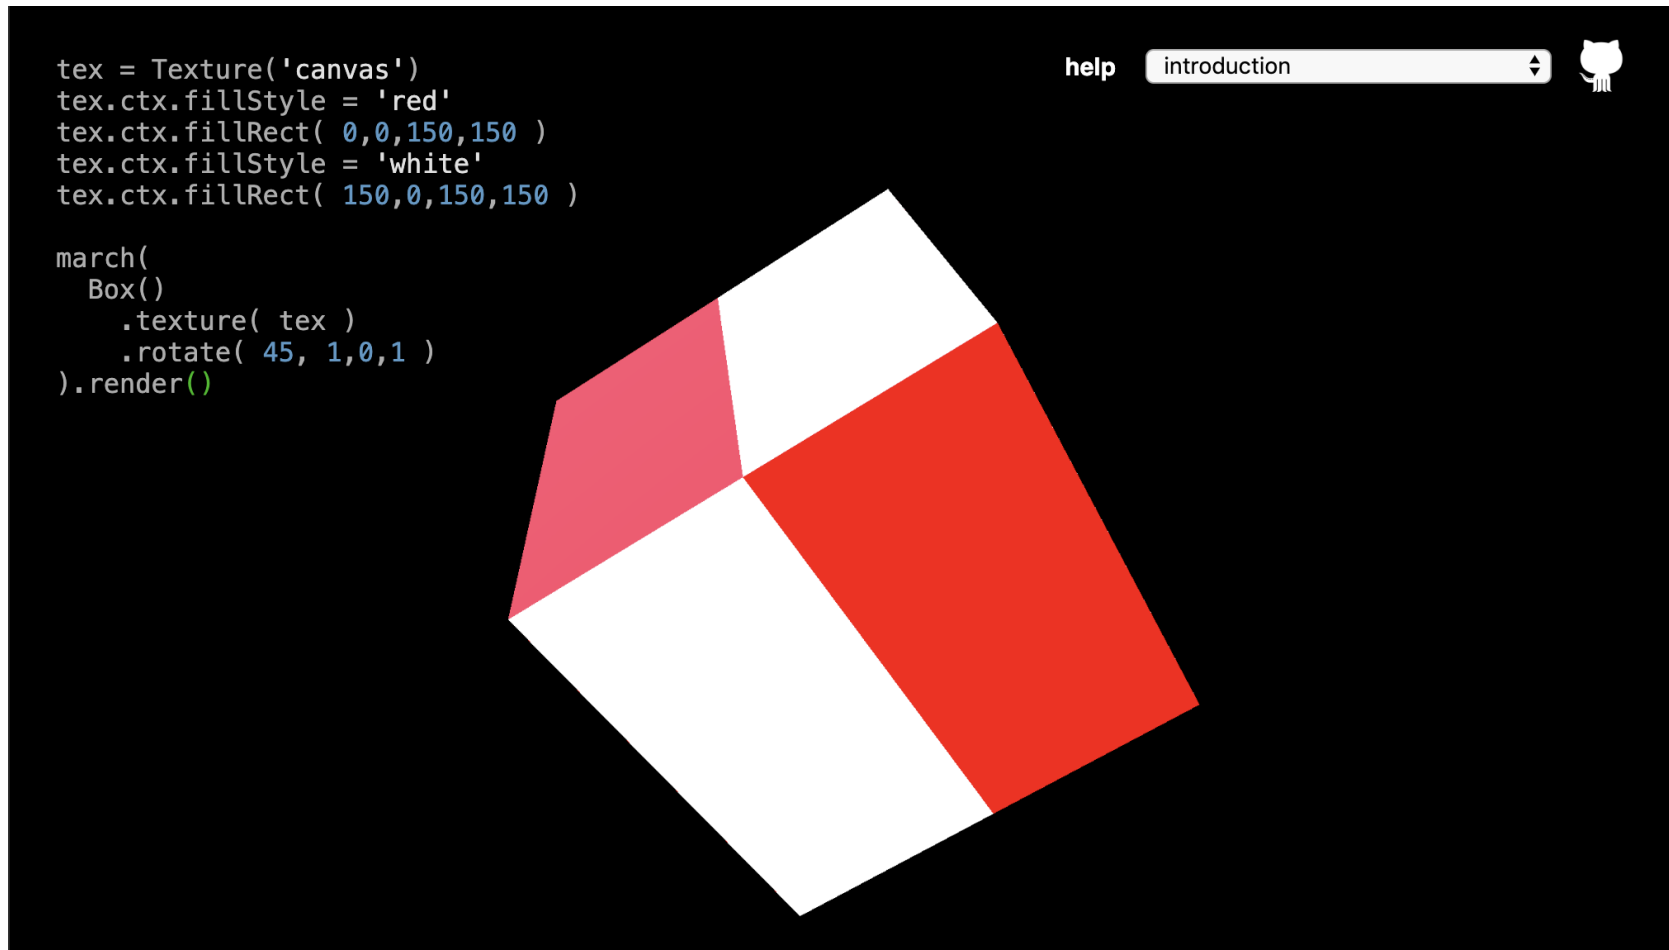 tex = Texture('canvas')
tex.ctx.fillStyle = 'red'
tex.ctx.fillRect( 0,0,150,150 )
tex.ctx.fillStyle = 'white'
tex.ctx.fillRect( 150,0,150,150 )

march(
  Box()
    .texture( tex )
    .rotate( 45, 1,0,1 )
).render()
help
introduction